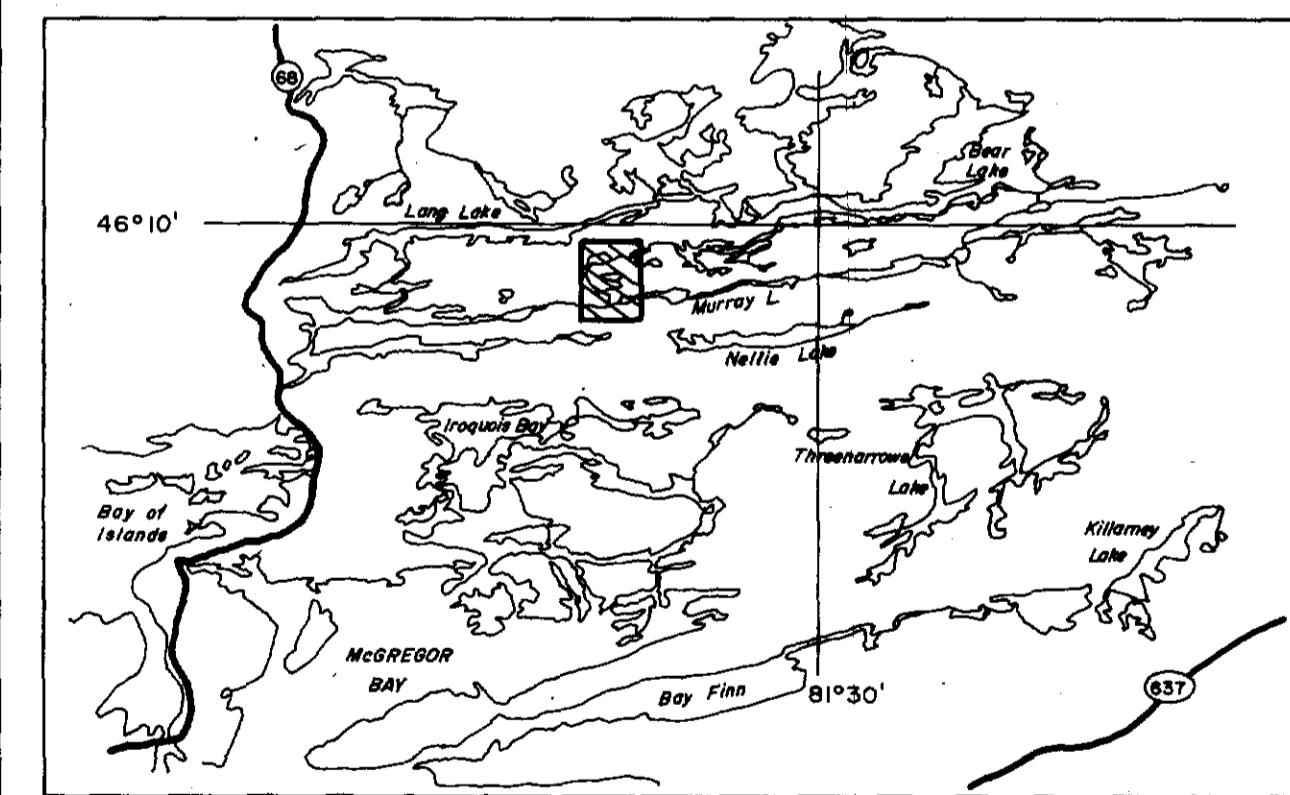 68
Bear
Lake
46°10'
Lang Lake
Murray L.
Nellie Lake
Iroquois Bay
Threenarrows
Lake
Bay of
Islands
Killarney
Lake
McGREGOR
BAY
Bay Finn
81°30'
637